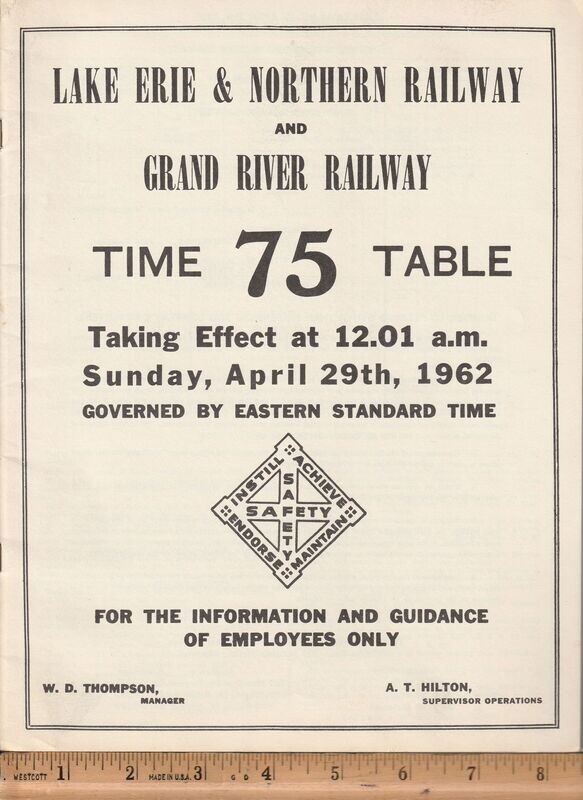 LAKE ERIE & NORTHERN RAILWAY
AND
GRAND RIVER RAILWAY
TIME 75 TABLE
Taking Effect at 12.01 a.m.
Sunday, April 29th, 1962
GOVERNED BY EASTERN STANDARD TIME
INSTILL ACHIEVE
SAFETY
SAFETY
ENDORSE MAINTAIN
FOR THE INFORMATION AND GUIDANCE
OF EMPLOYEES ONLY
W. D. THOMPSON,
MANAGER
A. T. HILTON,
SUPERVISOR OPERATIONS
WESTCOTT 1 2 MADE IN U.S.A. 3 G D 4 5 6 7 8